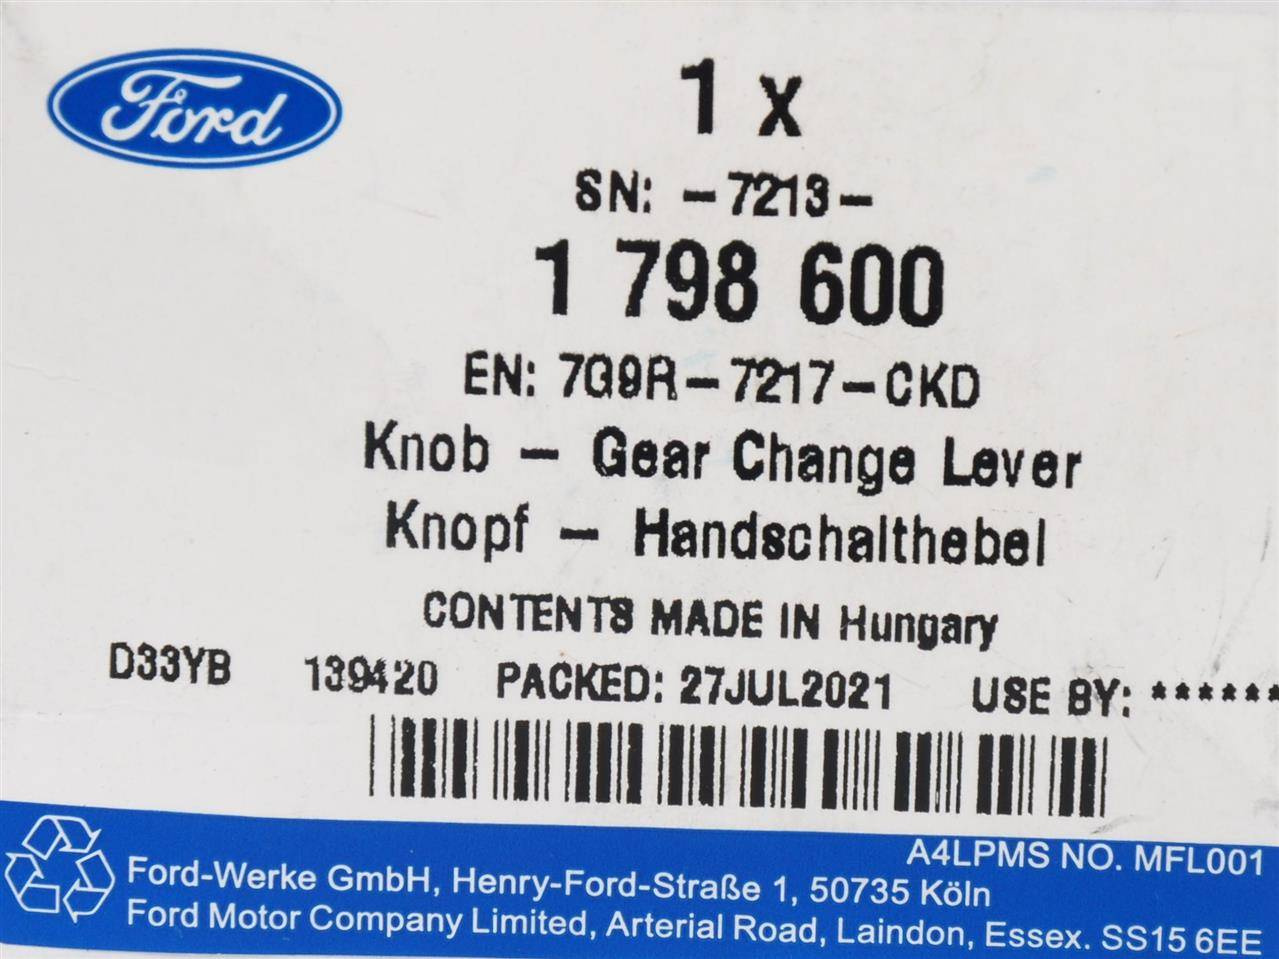 Ford
1 x
SN: -7213-
1 798 600
EN: 7G9R-7217-CKD
Knob - Gear Change Lever
Knopf - Handschalthebel
CONTENTS MADE IN Hungary
D33YB 139420 PACKED: 27JUL2021 USE BY: ******
A4LPMS NO. MFL001
Ford-Werke GmbH, Henry-Ford-Straße 1, 50735 Köln
Ford Motor Company Limited, Arterial Road, Laindon, Essex. SS15 6EE